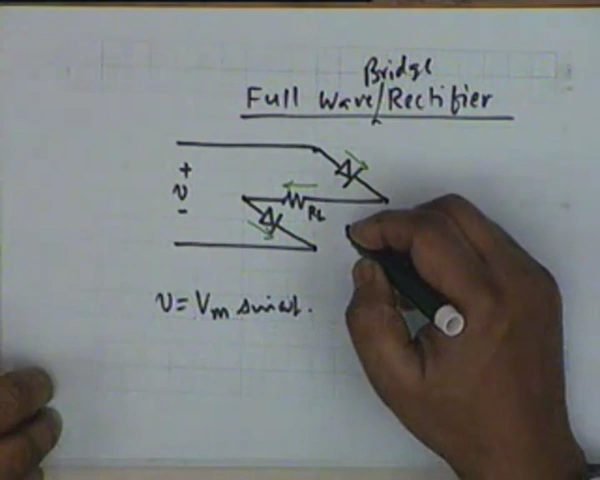 Bridge
Full Wave/Rectifier
+
v
-
RL
v = Vm sinωt.